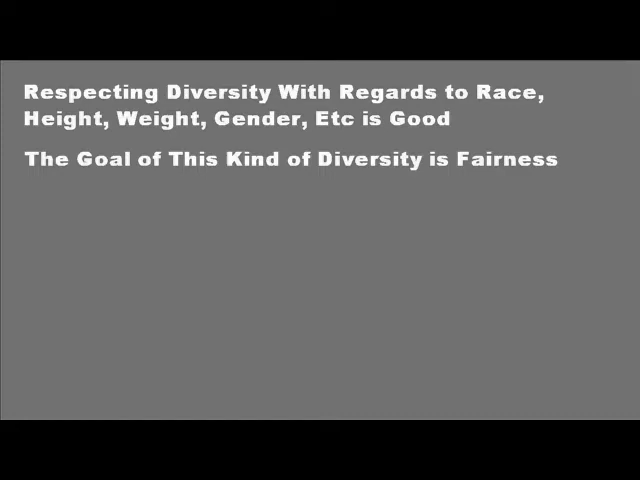 Respecting Diversity With Regards to Race,
Height, Weight, Gender, Etc is Good
The Goal of This Kind of Diversity is Fairness